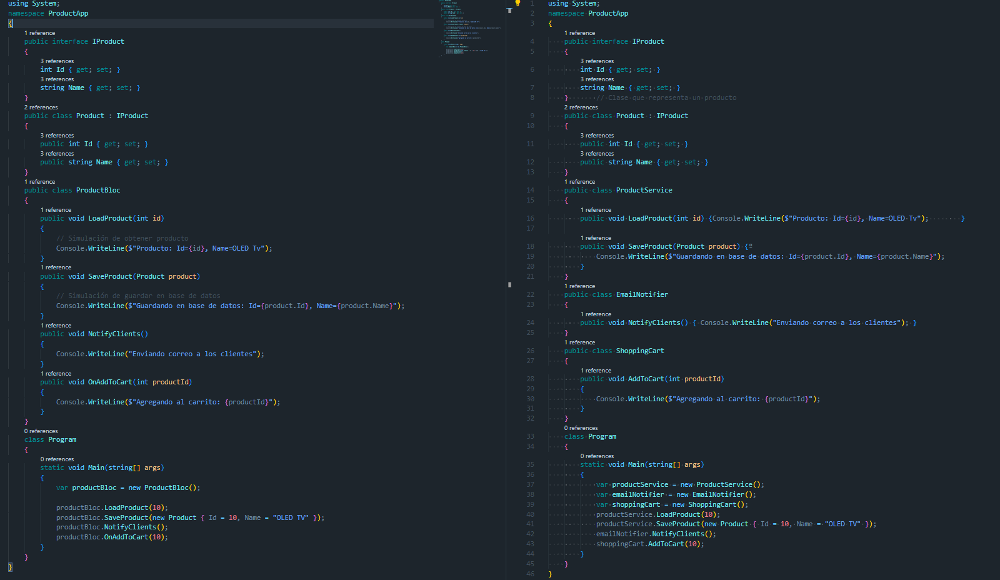 using System;
namespace ProductApp
{
1 reference
public interface IProduct
{
3 references
int Id { get; set; }
3 references
string Name { get; set; }
}
2 references
public class Product : IProduct
{
3 references
public int Id { get; set; }
3 references
public string Name { get; set; }
}
1 reference
public class ProductBloc
{
1 reference
public void LoadProduct(int id)
{
// Simulación de obtener producto
Console.WriteLine($"Producto: Id={id}, Name=OLED Tv");
}
1 reference
public void SaveProduct(Product product)
{
// Simulación de guardar en base de datos
Console.WriteLine($"Guardando en base de datos: Id={product.Id}, Name={product.Name}");
}
1 reference
public void NotifyClients()
{
Console.WriteLine("Enviando correo a los clientes");
}
1 reference
public void OnAddToCart(int productId)
{
Console.WriteLine($"Agregando al carrito: {productId}");
}
}
0 references
class Program
{
0 references
static void Main(string[] args)
{
var productBloc = new ProductBloc();
productBloc.LoadProduct(10);
productBloc.SaveProduct(new Product { Id = 10, Name = "OLED TV" });
productBloc.NotifyClients();
productBloc.OnAddToCart(10);
}
}
}
1 using System;
2 namespace ProductApp
3 {
1 reference
4 public interface IProduct
5 {
3 references
6 int Id { get; set; }
3 references
7 string Name { get; set; }
8 } // Clase que representa un producto
2 references
9 public class Product : IProduct
10 {
3 references
11 public int Id { get; set; }
3 references
12 public string Name { get; set; }
13 }
1 reference
14 public class ProductService
15 {
1 reference
16 public void LoadProduct(int id) {Console.WriteLine($"Producto: Id={id}, Name=OLED Tv"); }
17
1 reference
18 public void SaveProduct(Product product) {º
19 Console.WriteLine($"Guardando en base de datos: Id={product.Id}, Name={product.Name}");
20 }
21 }
1 reference
22 public class EmailNotifier
23 {
1 reference
24 public void NotifyClients() { Console.WriteLine("Enviando correo a los clientes"); }
25 }
1 reference
26 public class ShoppingCart
27 {
1 reference
28 public void AddToCart(int productId)
29 {
30 Console.WriteLine($"Agregando al carrito: {productId}");
31 }
32 }
0 references
33 class Program
34 {
0 references
35 static void Main(string[] args)
36 {
37 var productService = new ProductService();
38 var emailNotifier = new EmailNotifier();
39 var shoppingCart = new ShoppingCart();
40 productService.LoadProduct(10);
41 productService.SaveProduct(new Product { Id = 10, Name = "OLED TV" });
42 emailNotifier.NotifyClients();
43 shoppingCart.AddToCart(10);
44 }
45 }
46 }